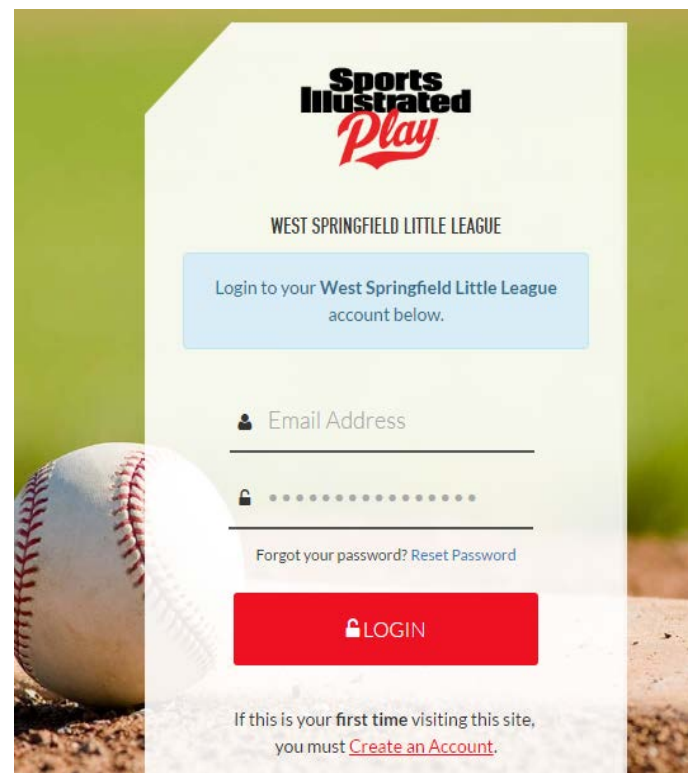 Sports
Illustrated
Play
WEST SPRINGFIELD LITTLE LEAGUE
Login to your West Springfield Little League
account below.
Email Address
••••••••••••••••
Forgot your password? Reset Password
LOGIN
If this is your first time visiting this site,
you must Create an Account.